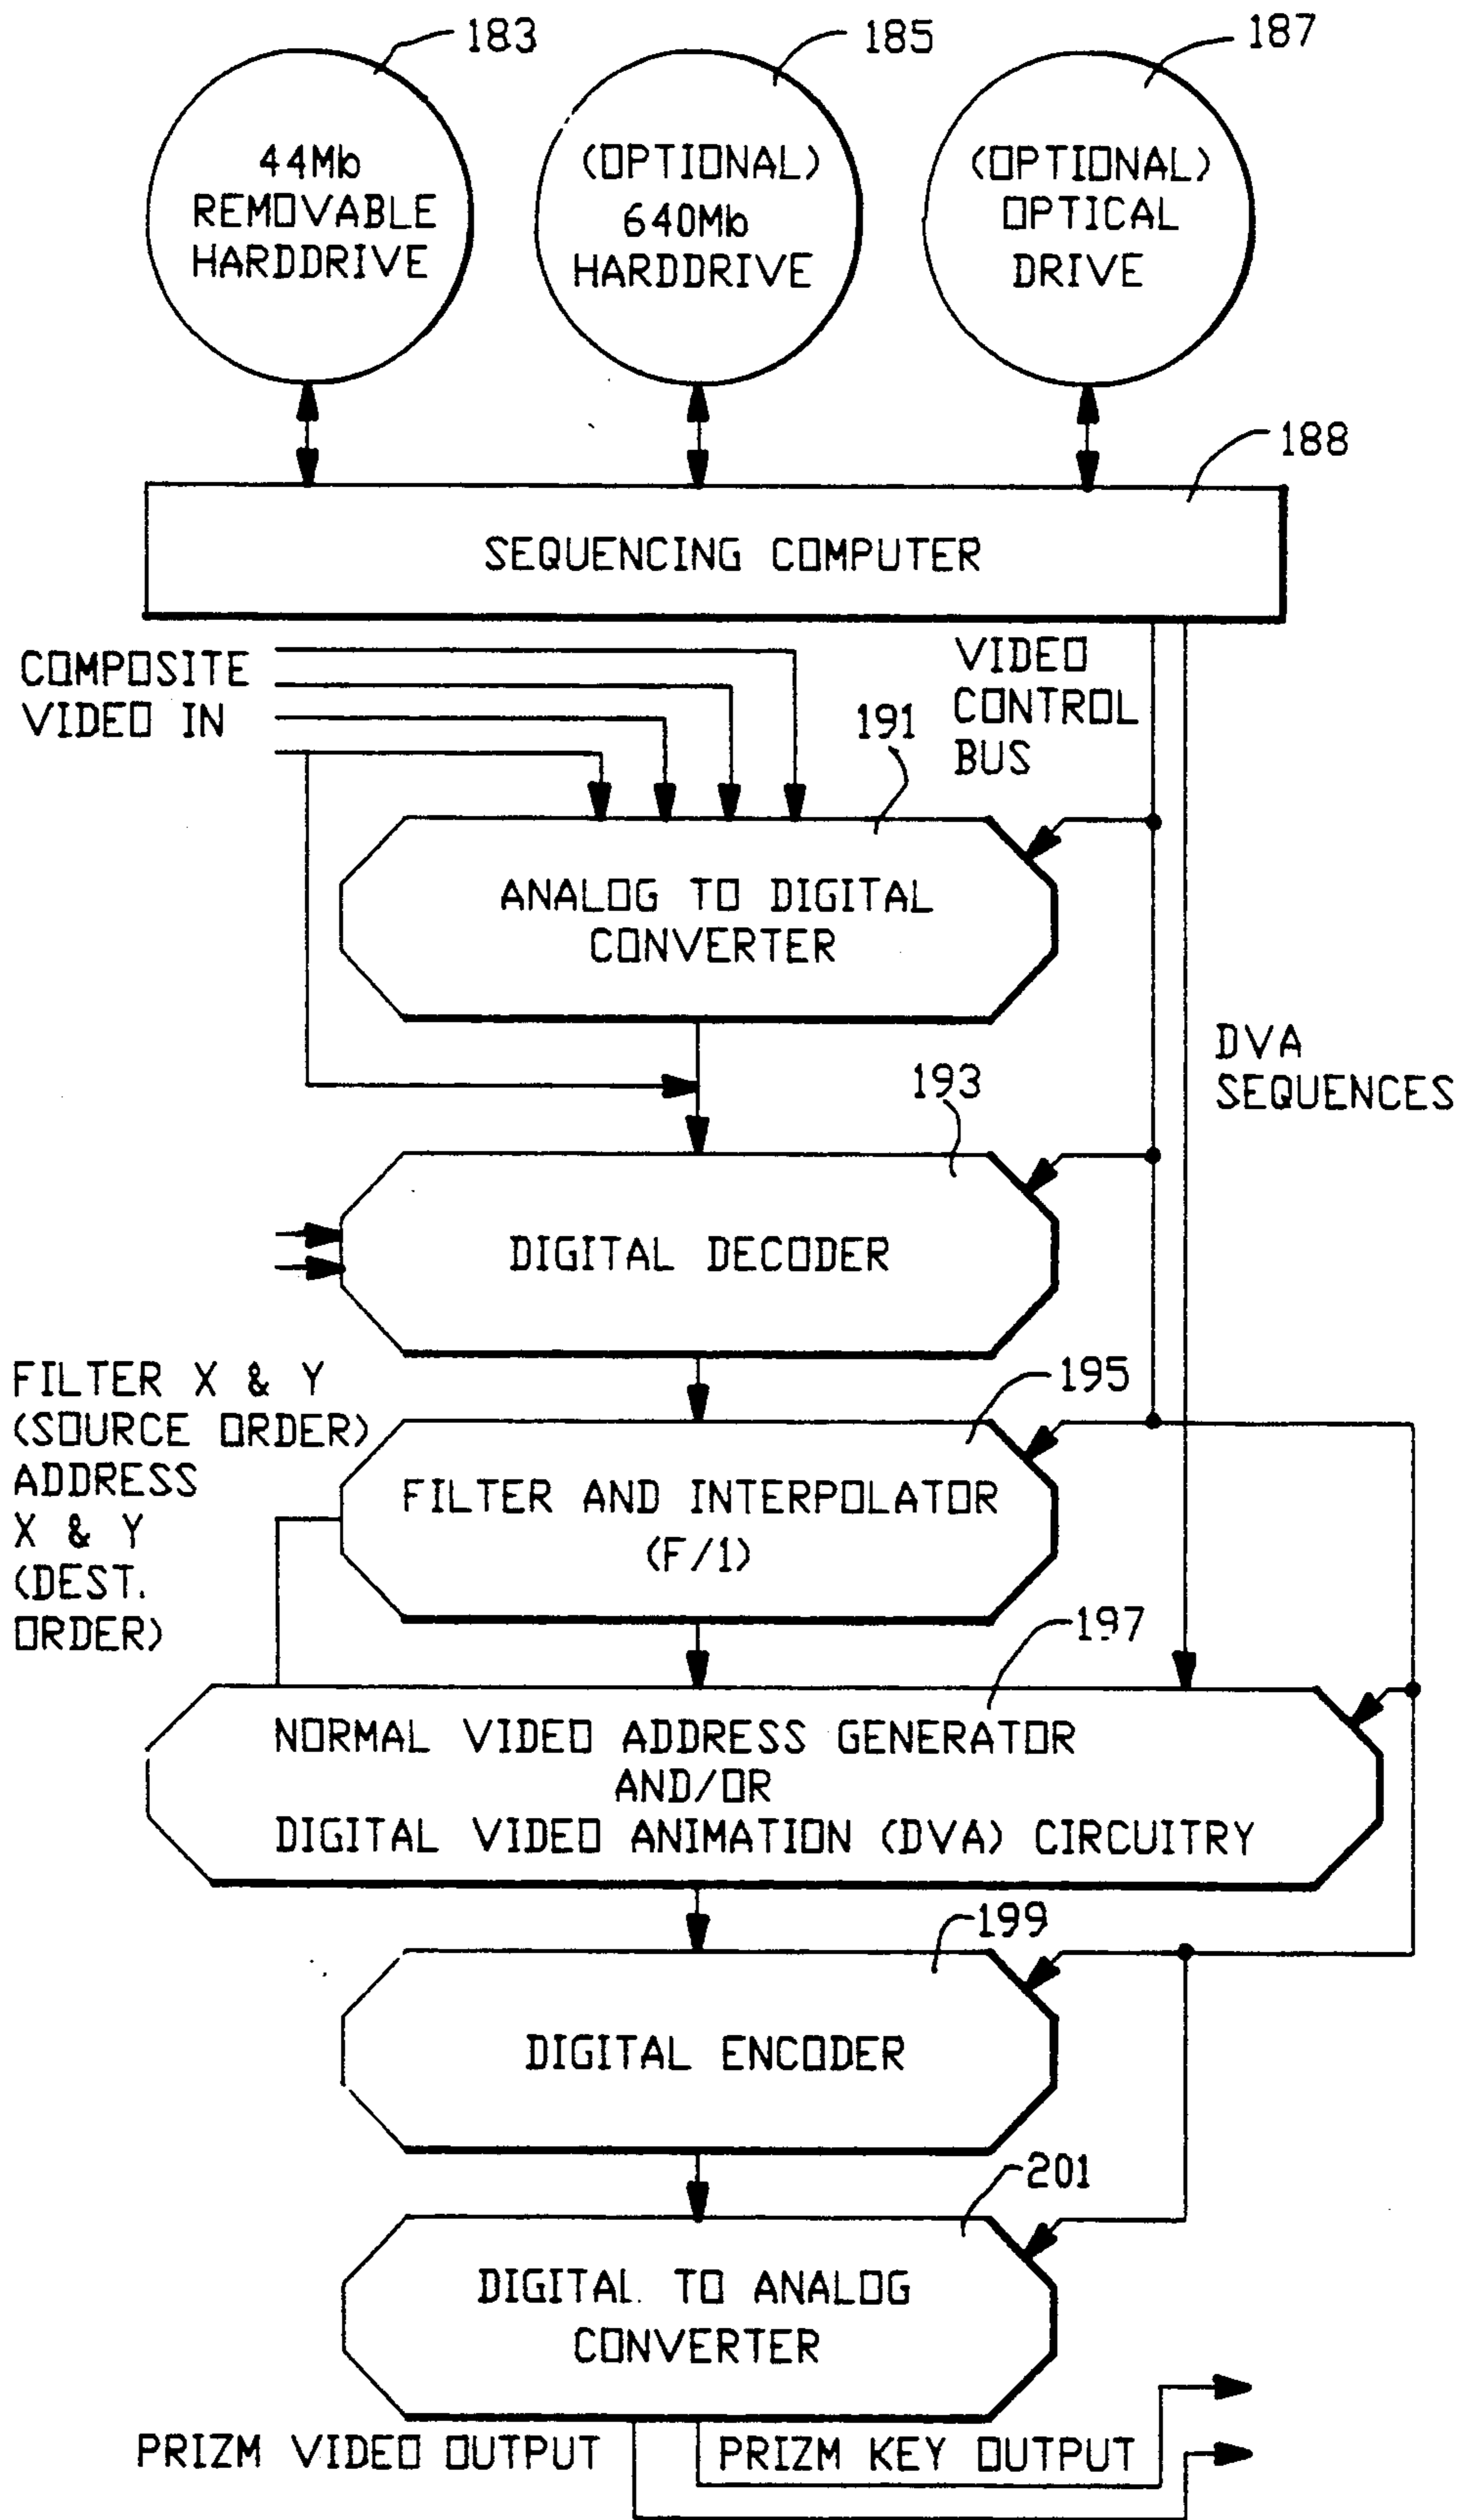 183
185
187
44Mb
REMOVABLE
HARDDRIVE
(OPTIONAL)
640Mb
HARDDRIVE
(OPTIONAL)
OPTICAL
DRIVE
188
SEQUENCING COMPUTER
COMPOSITE
VIDEO IN
VIDEO
CONTROL
BUS
191
ANALOG TO DIGITAL
CONVERTER
DVA
SEQUENCES
193
DIGITAL DECODER
FILTER X & Y
(SOURCE ORDER)
ADDRESS
X & Y
(DEST.
ORDER)
195
FILTER AND INTERPOLATOR
(F/1)
197
NORMAL VIDEO ADDRESS GENERATOR
AND/OR
DIGITAL VIDEO ANIMATION (DVA) CIRCUITRY
199
DIGITAL ENCODER
201
DIGITAL TO ANALOG
CONVERTER
PRIZM VIDEO OUTPUT
PRIZM KEY OUTPUT